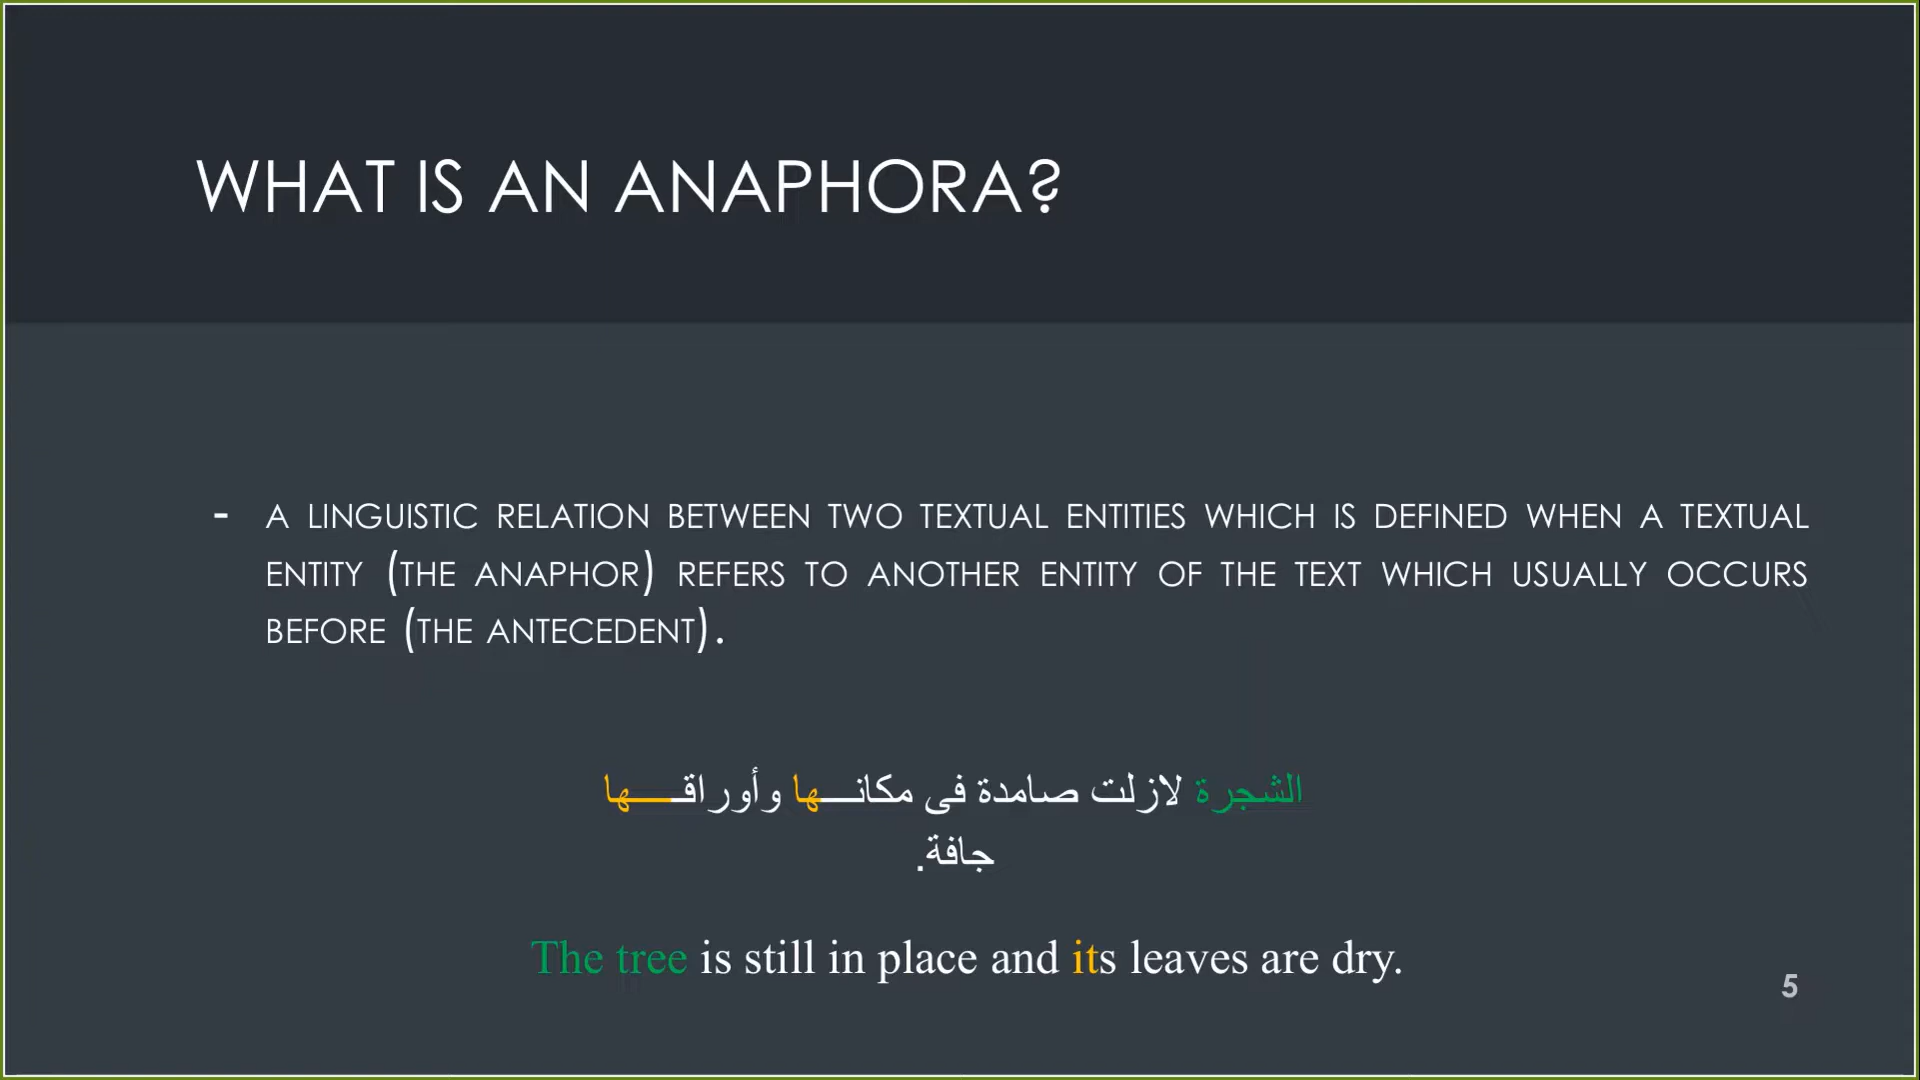 WHAT IS AN ANAPHORA?
- A LINGUISTIC RELATION BETWEEN TWO TEXTUAL ENTITIES WHICH IS DEFINED WHEN A TEXTUAL
ENTITY (THE ANAPHOR) REFERS TO ANOTHER ENTITY OF THE TEXT WHICH USUALLY OCCURS
BEFORE (THE ANTECEDENT).
الشجرة لازلت صامدة فى مكانـــها وأوراقــــها
جافة.
The tree is still in place and its leaves are dry.
5